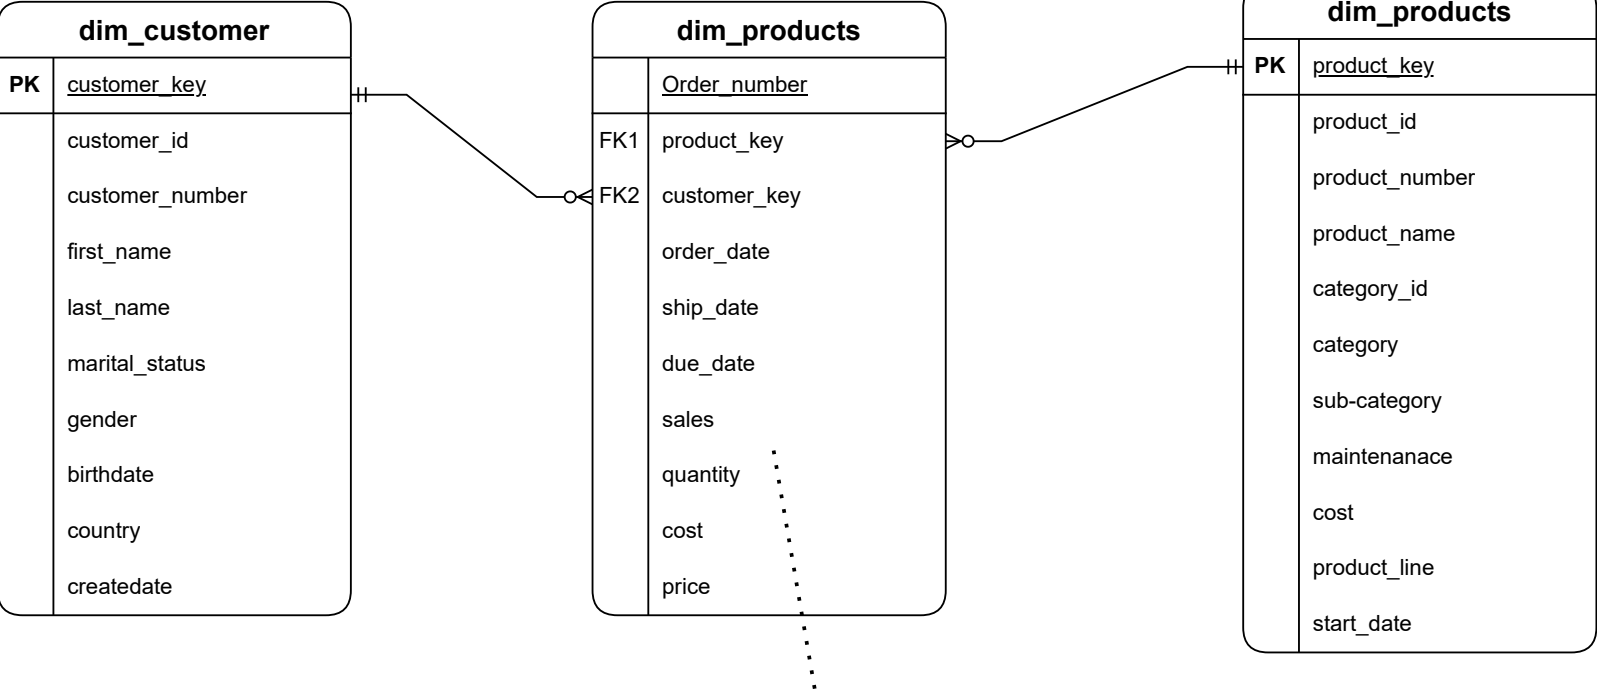 dim_customer
PK customer_key
customer_id
customer_number
first_name
last_name
marital_status
gender
birthdate
country
createdate
dim_products
Order_number
FK1 product_key
FK2 customer_key
order_date
ship_date
due_date
sales
quantity
cost
price
dim_products
PK product_key
product_id
product_number
product_name
category_id
category
sub-category
maintenanace
cost
product_line
start_date